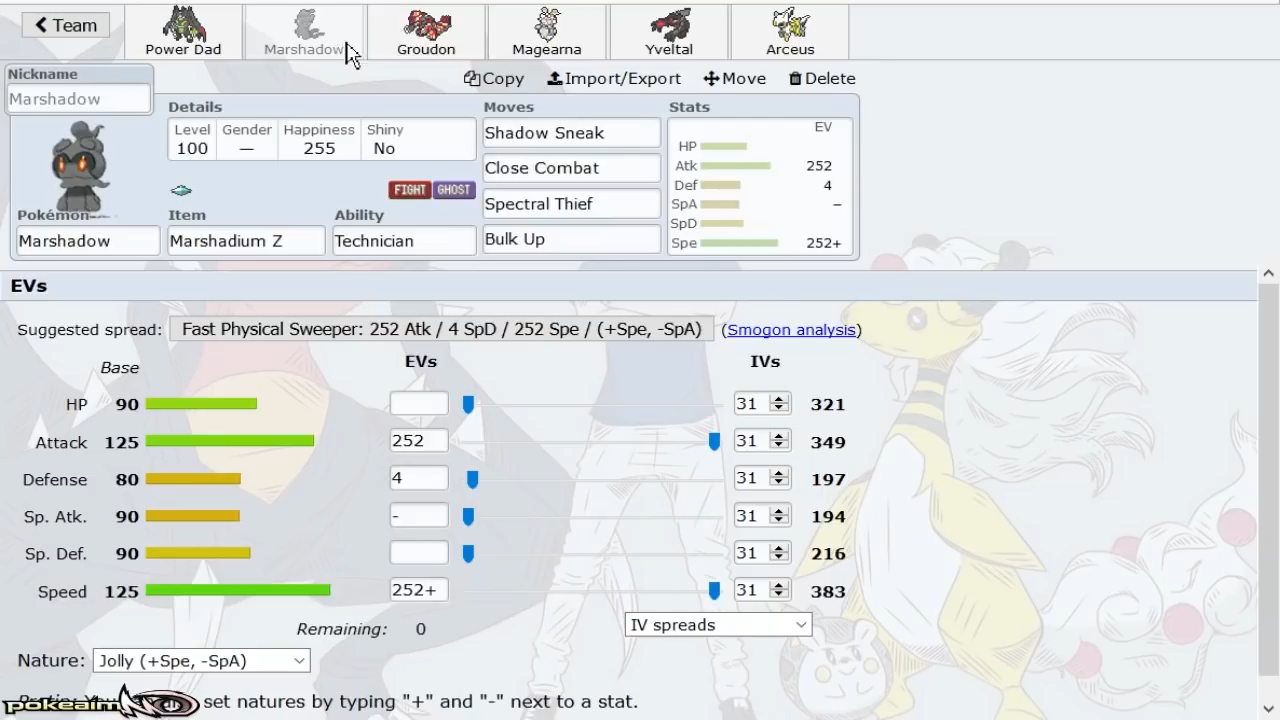 Team
Power Dad
Marshadow
Groudon
Magearna
Yveltal
Arceus
Nickname
Marshadow
Copy
Import/Export
Move
Delete
Details
Level
Gender
Happiness
Shiny
100
—
255
No
FIGHT
GHOST
Pokémon
Item
Ability
Marshadow
Marshadium Z
Technician
Moves
Shadow Sneak
Close Combat
Spectral Thief
Bulk Up
Stats
EV
HP
Atk 252
Def 4
SpA –
SpD
Spe 252+
EVs
Suggested spread: Fast Physical Sweeper: 252 Atk / 4 SpD / 252 Spe / (+Spe, -SpA) (Smogon analysis)
Base EVs IVs
HP 90 31 321
Attack 125 252 31 349
Defense 80 4 31 197
Sp. Atk. 90 - 31 194
Sp. Def. 90 31 216
Speed 125 252+ 31 383
Remaining: 0
IV spreads
Nature: Jolly (+Spe, -SpA)
set natures by typing "+" and "-" next to a stat.
pokeaim